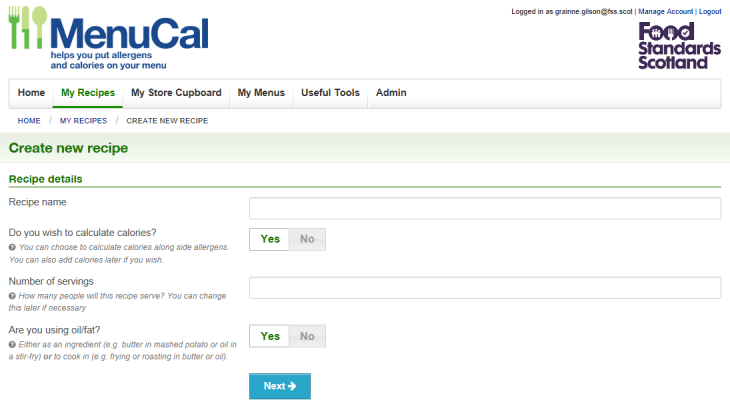 Logged in as grainne.gilson@fss.scot | Manage Account | Logout
MenuCal
helps you put allergens
and calories on your menu
Food
Standards
Scotland
Home My Recipes My Store Cupboard My Menus Useful Tools Admin
HOME / MY RECIPES / CREATE NEW RECIPE
Create new recipe
Recipe details
Recipe name
Do you wish to calculate calories?
Yes No
You can choose to calculate calories along side allergens.
You can also add calories later if you wish.
Number of servings
How many people will this recipe serve? You can change
this later if necessary
Are you using oil/fat?
Yes No
Either as an ingredient (e.g. butter in mashed potato or oil in
a stir-fry) or to cook in (e.g. frying or roasting in butter or oil).
Next